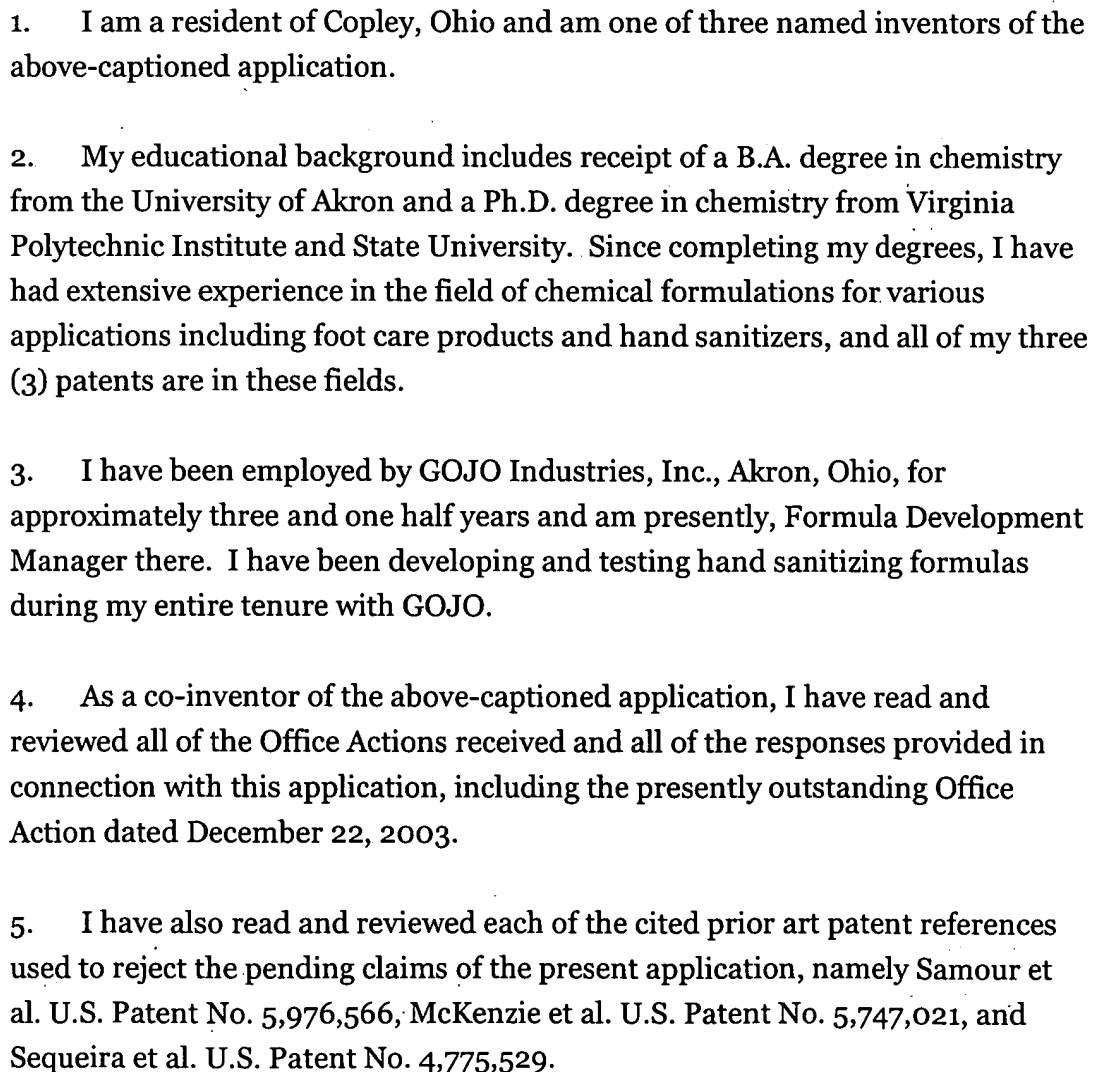 1. I am a resident of Copley, Ohio and am one of three named inventors of the
above-captioned application.
2. My educational background includes receipt of a B.A. degree in chemistry
from the University of Akron and a Ph.D. degree in chemistry from Virginia
Polytechnic Institute and State University. Since completing my degrees, I have
had extensive experience in the field of chemical formulations for various
applications including foot care products and hand sanitizers, and all of my three
(3) patents are in these fields.
3. I have been employed by GOJO Industries, Inc., Akron, Ohio, for
approximately three and one half years and am presently, Formula Development
Manager there. I have been developing and testing hand sanitizing formulas
during my entire tenure with GOJO.
4. As a co-inventor of the above-captioned application, I have read and
reviewed all of the Office Actions received and all of the responses provided in
connection with this application, including the presently outstanding Office
Action dated December 22, 2003.
5. I have also read and reviewed each of the cited prior art patent references
used to reject the pending claims of the present application, namely Samour et
al. U.S. Patent No. 5,976,566, McKenzie et al. U.S. Patent No. 5,747,021, and
Sequeira et al. U.S. Patent No. 4,775,529.